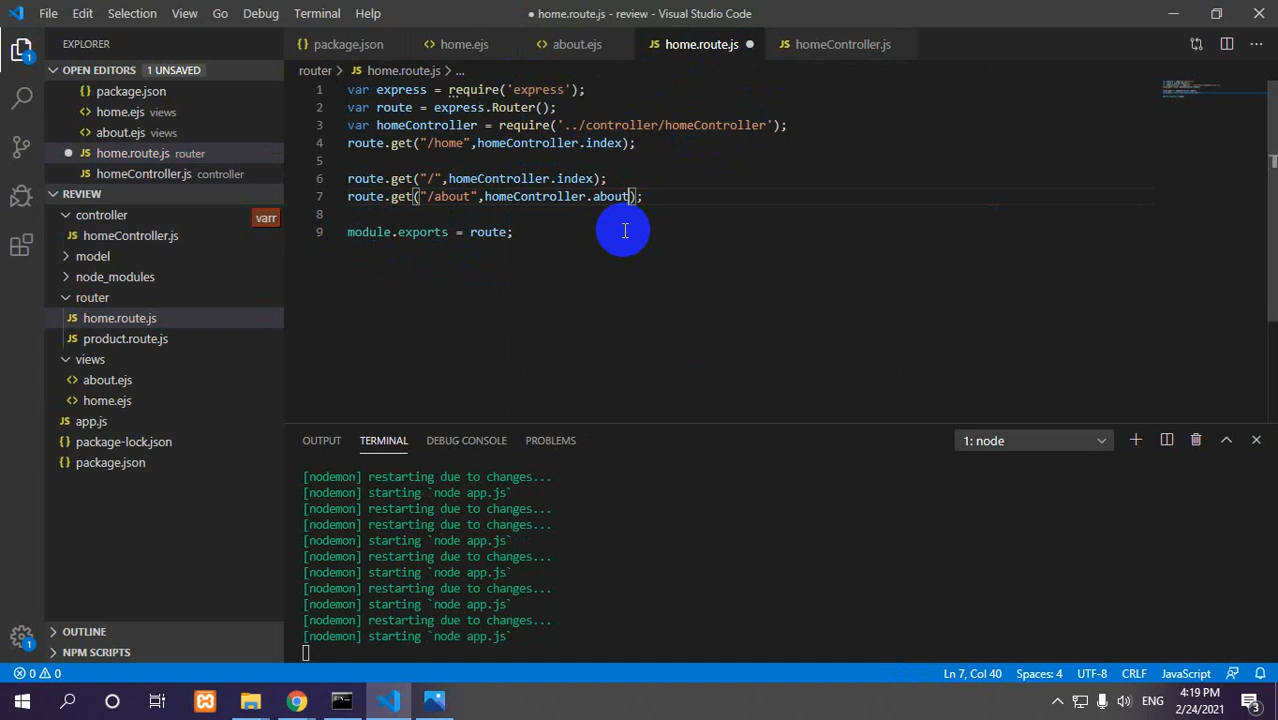 File Edit Selection View Go Debug Terminal Help
● home.route.js - review - Visual Studio Code
EXPLORER
package.json home.ejs about.ejs home.route.js homeController.js
OPEN EDITORS 1 UNSAVED
package.json
home.ejs views
about.ejs views
home.route.js router
homeController.js controller
REVIEW
controller
varr
homeController.js
model
node_modules
router
home.route.js
product.route.js
views
about.ejs
home.ejs
app.js
package-lock.json
package.json
OUTLINE
NPM SCRIPTS
router > home.route.js > ...
1 var express = require('express');
2 var route = express.Router();
3 var homeController = require('../controller/homeController');
4 route.get("/home",homeController.index);
5
6 route.get("/",homeController.index);
7 route.get("/about",homeController.about);
8
9 module.exports = route;
OUTPUT TERMINAL DEBUG CONSOLE PROBLEMS
1: node
[nodemon] restarting due to changes...
[nodemon] starting `node app.js`
[nodemon] restarting due to changes...
[nodemon] restarting due to changes...
[nodemon] starting `node app.js`
[nodemon] restarting due to changes...
[nodemon] starting `node app.js`
[nodemon] restarting due to changes...
[nodemon] starting `node app.js`
[nodemon] restarting due to changes...
[nodemon] starting `node app.js`
0 0 Ln 7, Col 40 Spaces: 4 UTF-8 CRLF JavaScript
ENG
4:19 PM
2/24/2021
3